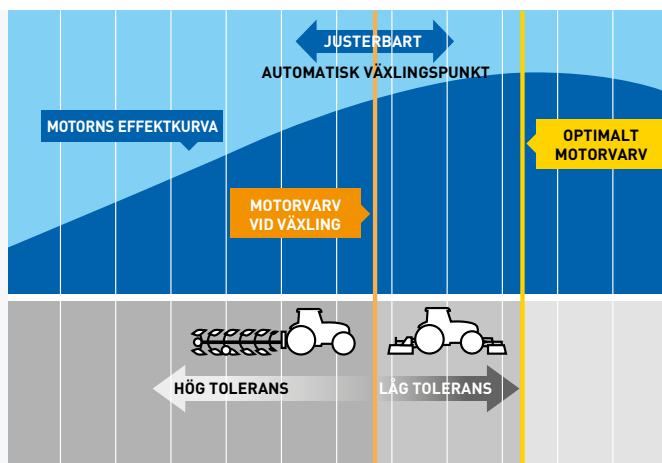 JUSTERBART
AUTOMATISK VÄXLINGSPUNKT
MOTORNS EFFEKTKURVA
OPTIMALT
MOTORVARV
MOTORVARV
VID VÄXLING
HÖG TOLERANS
LÅG TOLERANS